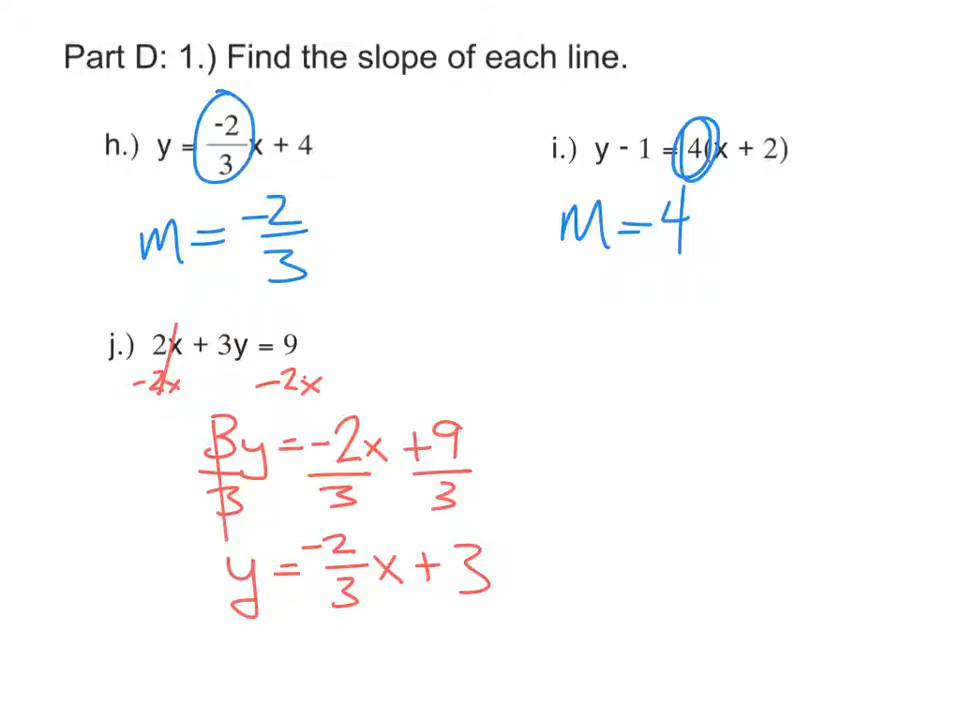 Part D: 1.) Find the slope of each line.
h.) y = -2/3 x + 4
i.) y - 1 = 4(x + 2)
m = -2/3
m = 4
j.) 2x + 3y = 9
-2x -2x
3y/3 = -2x/3 + 9/3
y = -2/3 x + 3